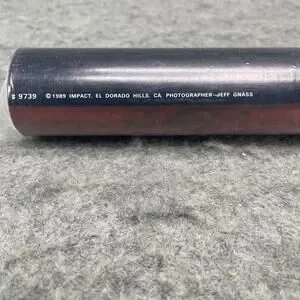 # 9739 ©1989 IMPACT, EL DORADO HILLS, CA PHOTOGRAPHER—JEFF GNASS